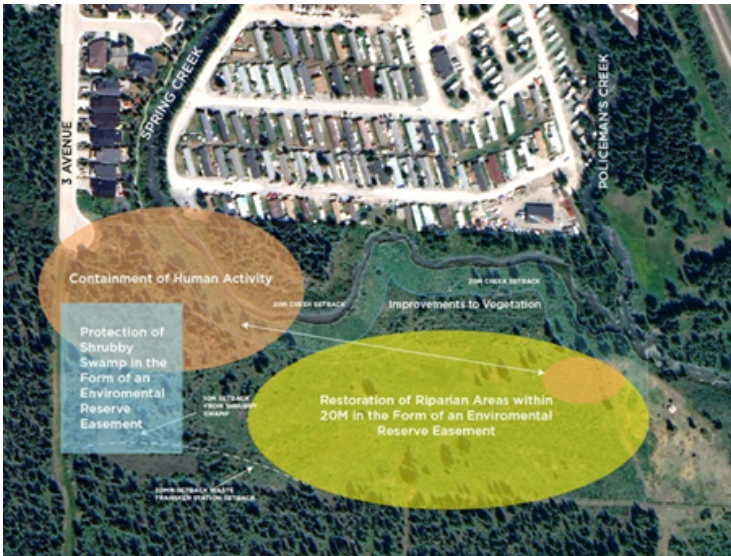 3 AVENUE
SPRING CREEK
POLICEMAN'S CREEK
Containment of Human Activity
20M CREEK SETBACK
20M CREEK SETBACK
Improvements to Vegetation
Protection of
Shrubby
Swamp in the
Form of an
Enviromental
Reserve
Easement
10M SETBACK
FROM SHRUBBY
SWAMP
Restoration of Riparian Areas within
20M in the Form of an Enviromental
Reserve Easement
SETBACK WASTE
TRANSFER STATION SETBACK